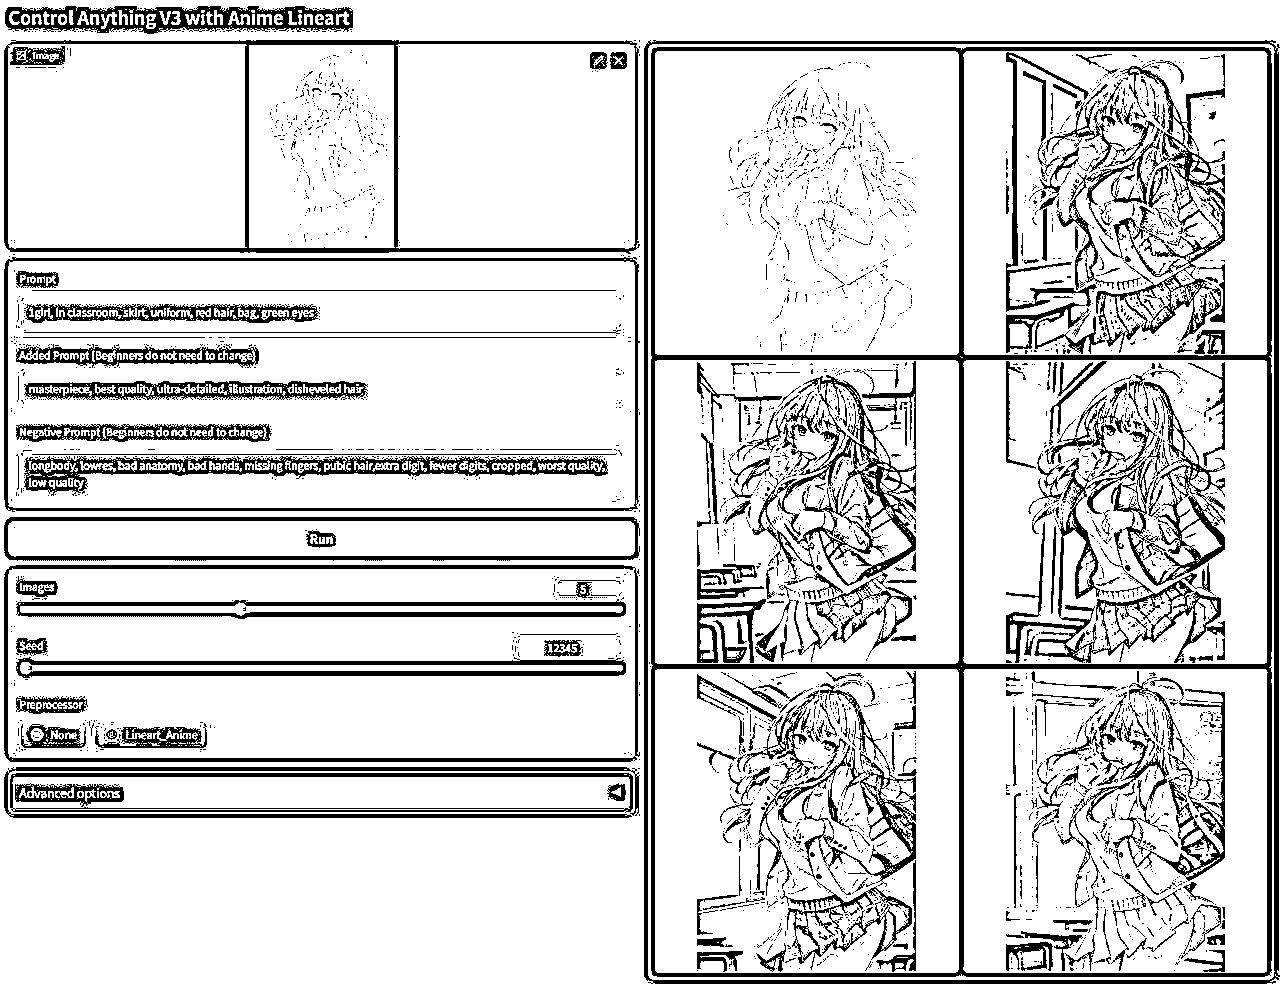 Control Anything V3 with Anime Lineart
Image
Prompt
1girl, in classroom, skirt, uniform, red hair, bag, green eyes
Added Prompt (Beginners do not need to change)
masterpiece, best quality, ultra-detailed, illustration, disheveled hair
Negative Prompt (Beginners do not need to change)
longbody, lowres, bad anatomy, bad hands, missing fingers, pubic hair,extra digit, fewer digits, cropped, worst quality,
low quality
Run
Images
5
Seed
12345
Preprocessor
None
Lineart_Anime
Advanced options